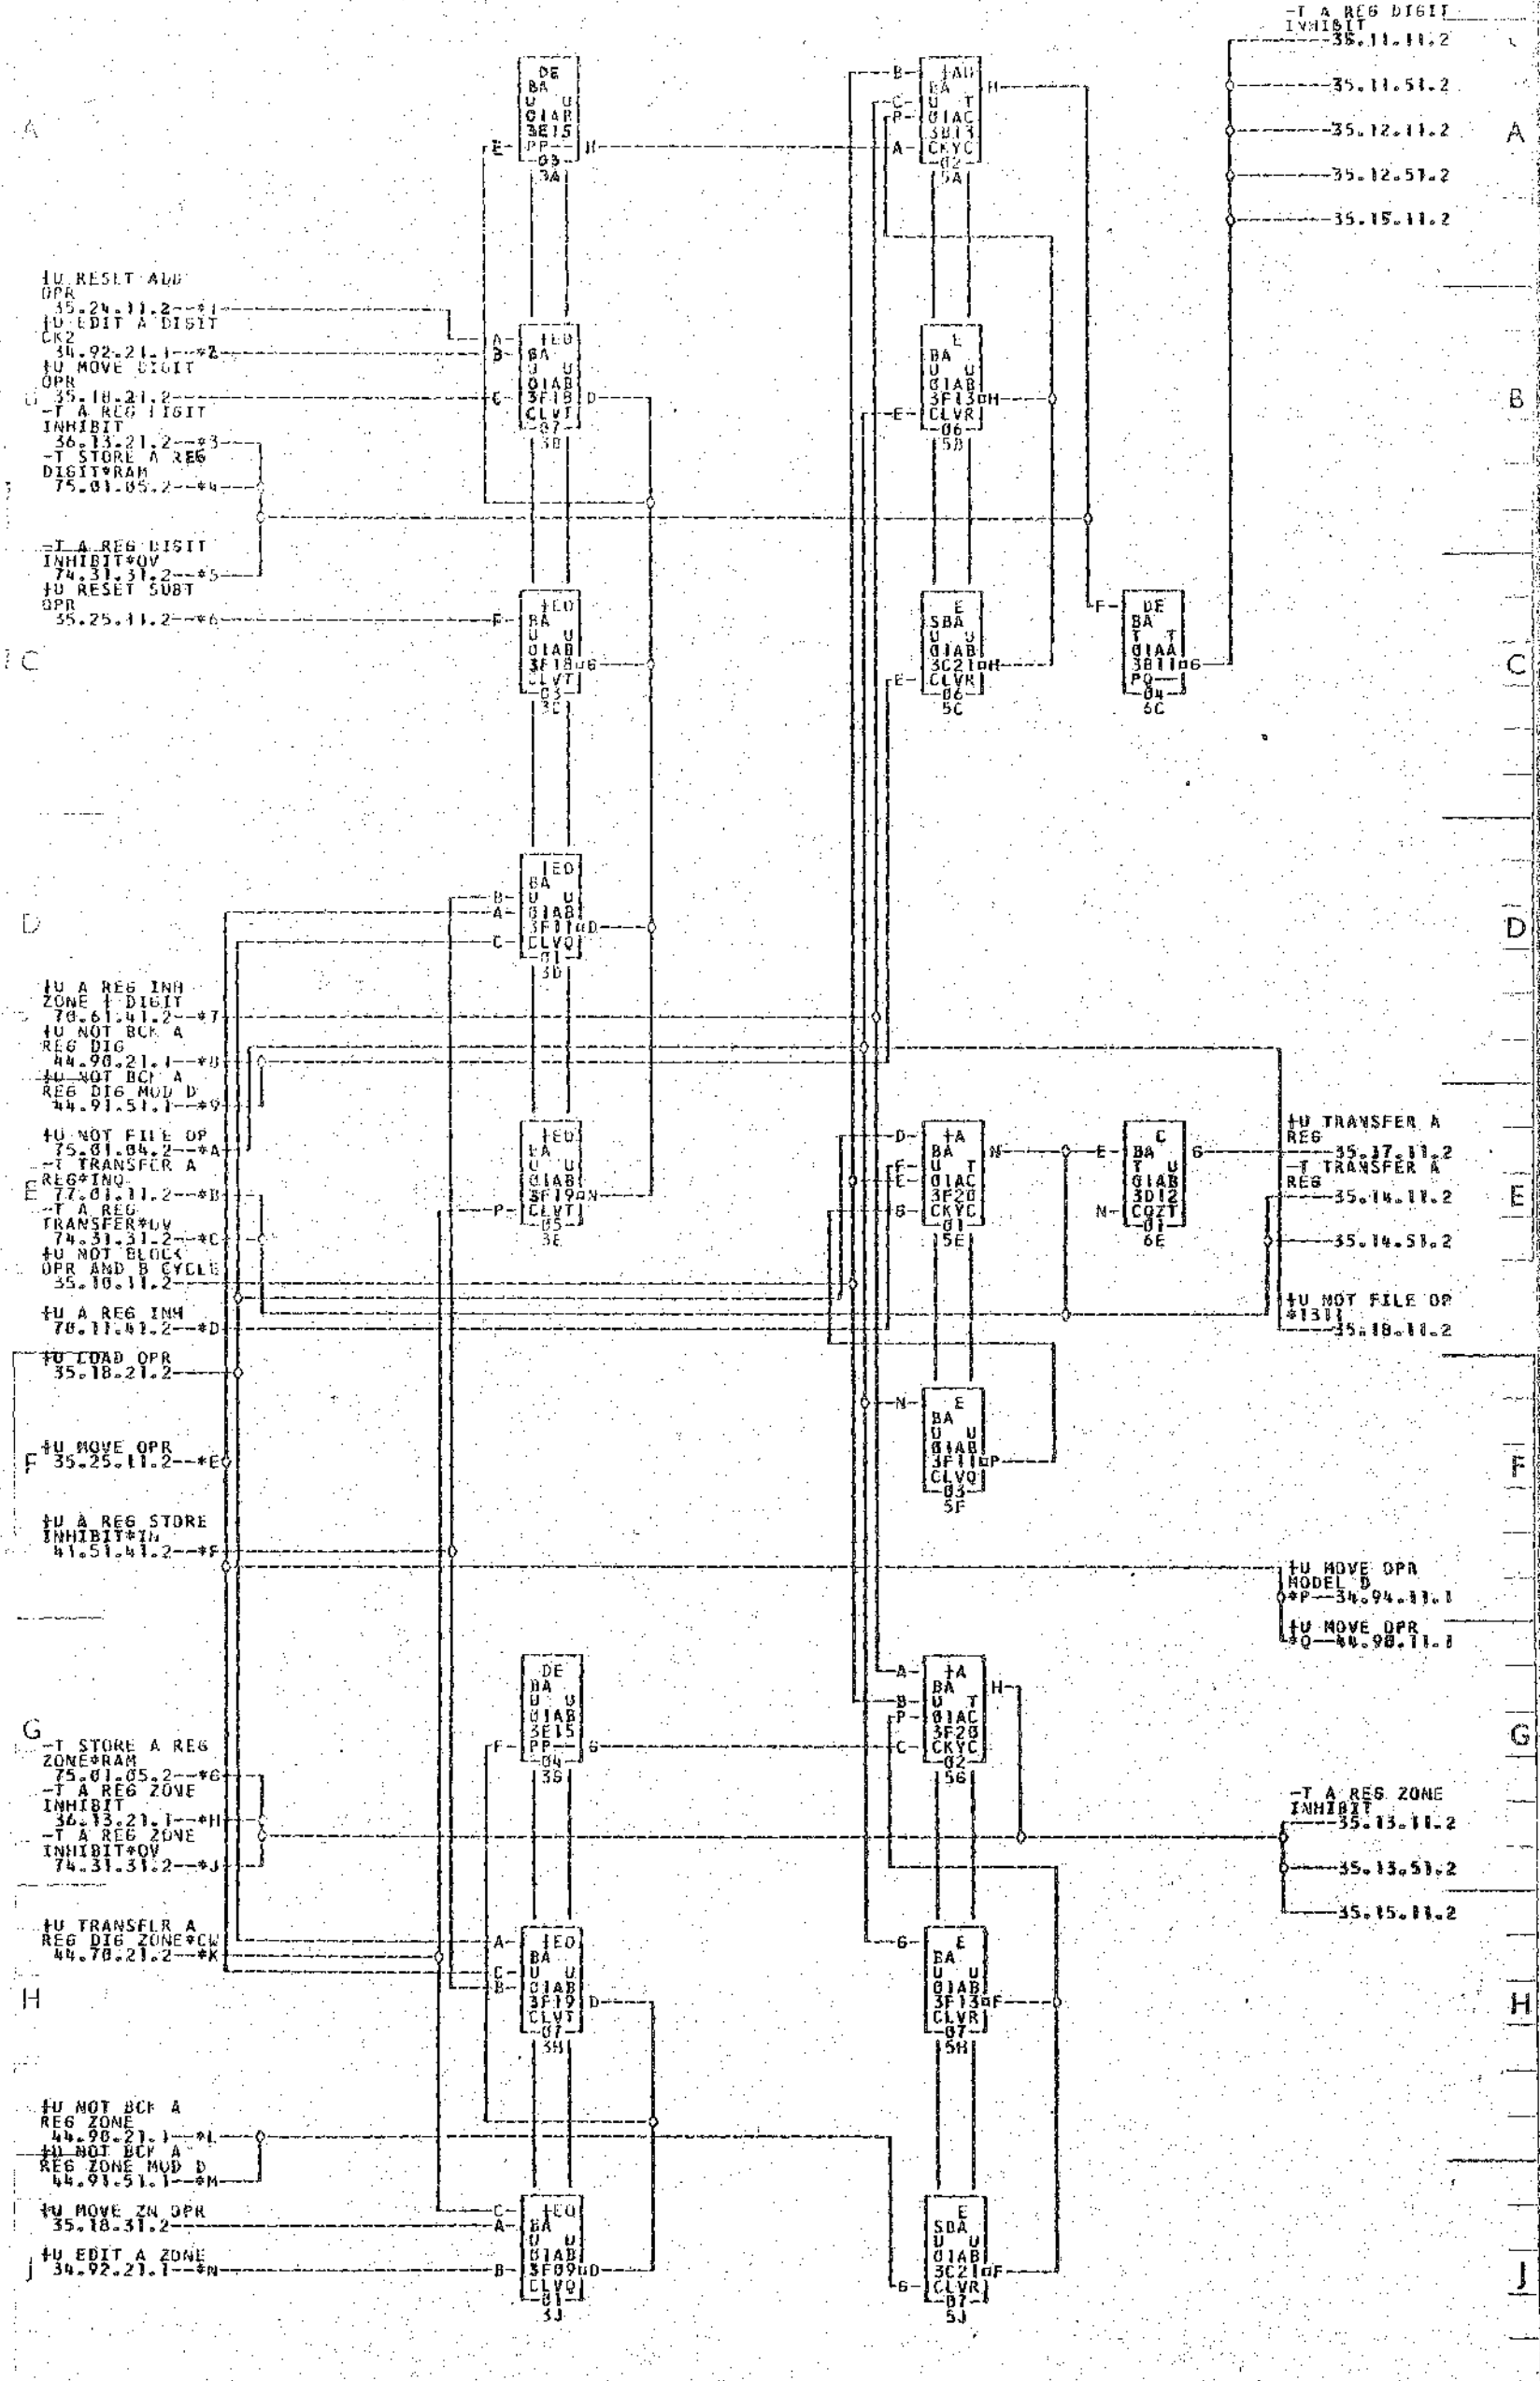 -T A REG DIGIT
INHIBIT
35.11.11.2
35.11.51.2
35.12.11.2
35.12.51.2
35.15.11.2
A
A
DE
BA
U U
01AB
3E15
E- PP H
03
3A
B- +AO
BA H
C- U T
P- 01AC
3B13
A- CKYC
02
5A
+U RESET ADD
OPR
35.24.11.2--*1
+U EDIT A DIGIT
CK2
34.92.21.1--*2
+U MOVE DIGIT
OPR
35.18.21.2
-T A REG DIGIT
INHIBIT
36.13.21.2--*3
-T STORE A REG
DIGIT*RAM
75.01.05.2--*4
-T A REG DIGIT
INHIBIT*OV
74.31.31.2--*5
+U RESET SUBT
OPR
35.25.11.2--*6
A- +EO
B- BA
U U
01AB
C- 3F18 D
CLVT
07
3B
E
BA
U U
01AB
3F13 H
E- CLVR
06
5B
B
+EO
F- BA
U U
01AB
3F18 G
CLVT
03
3C
E
SBA
U U
01AB
3C21 H
E- CLVR
06
5C
F- DE
BA
T T
01AA
3B11 G
PQ
04
6C
C
C
+EO
BA
B- U U
A- 01AB
3F01 D
C- CLVQ
01
3D
D
D
+U A REG INH
ZONE + DIGIT
70.61.41.2--*7
+U NOT BCK A
REG DIG
44.90.21.1--*8
+U NOT BCK A
REG DIG MOD D
44.91.51.1--*9
+U NOT FILE OP
75.01.04.2--*A
-T TRANSFER A
REG*INQ
77.01.11.2--*B
-T A REG
TRANSFER*OV
74.31.31.2--*C
+U NOT BLOCK
OPR AND B CYCLE
35.10.11.2
+U A REG INH
70.11.41.2--*D
+U LOAD OPR
35.18.21.2
+U MOVE OPR
35.25.11.2--*E
+U A REG STORE
INHIBIT*IN
41.51.41.2--*F
+EO
BA
U U
01AB
3F19 N
P- CLVT
05
3E
D- +A
BA N
F- U T
E- 01AC
3F20
G- CKYC
01
5E
C
E- BA G
T U
01AB
3D12
N- CQZT
01
6E
+U TRANSFER A
REG
35.17.11.2
-T TRANSFER A
REG
35.14.11.2
35.14.51.2
+U NOT FILE OP
*1311
35.18.11.2
E
E
N- E
BA
U U
01AB
3F11 P
CLVQ
03
5F
F
F
+U MOVE OPR
MODEL D
*P--34.94.11.1
+U MOVE OPR
*Q--44.90.11.1
DE
BA
U U
01AB
3E15
F- PP G
04
3G
A- +A
BA H
B- U T
P- 01AC
3F20
C- CKYC
02
5G
G
G
-T STORE A REG
ZONE*RAM
75.01.05.2--*G
-T A REG ZONE
INHIBIT
36.13.21.1--*H
-T A REG ZONE
INHIBIT*OV
74.31.31.2--*J
-T A REG ZONE
INHIBIT
35.13.11.2
35.13.51.2
35.15.11.2
+U TRANSFER A
REG DIG ZONE*CW
44.70.21.2--*K
A- +EO
BA
C- U U
B- 01AB
3F19 D
CLVT
07
3H
G- E
BA
U U
01AB
3F13 F
CLVR
07
5H
H
H
+U NOT BCK A
REG ZONE
44.90.21.1--*L
+U NOT BCK A
REG ZONE MOD D
44.91.51.1--*M
+U MOVE ZN OPR
35.18.31.2
+U EDIT A ZONE
34.92.21.1--*N
C- +EO
A- BA
U U
01AB
B- 3F09 D
CLVQ
01
3J
E
SBA
U U
01AB
3C21 F
G- CLVR
07
5J
J
J